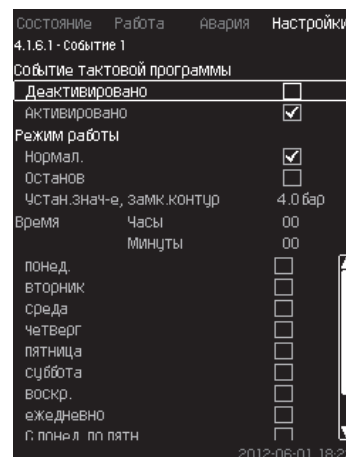 Состояние Работа Авария Настройки
4.1.6.1 - Событие 1
Событие тактовой программы
Деактивировано
Активировано
Режим работы
Нормал.
Останов
Устан.знач-е, замк.контур 4.0 бар
Время Часы 00
Минуты 00
понед.
вторник
среда
четверг
пятница
суббота
воскр.
ежедневно
С понед. по пятн
2012-06-01 18:2